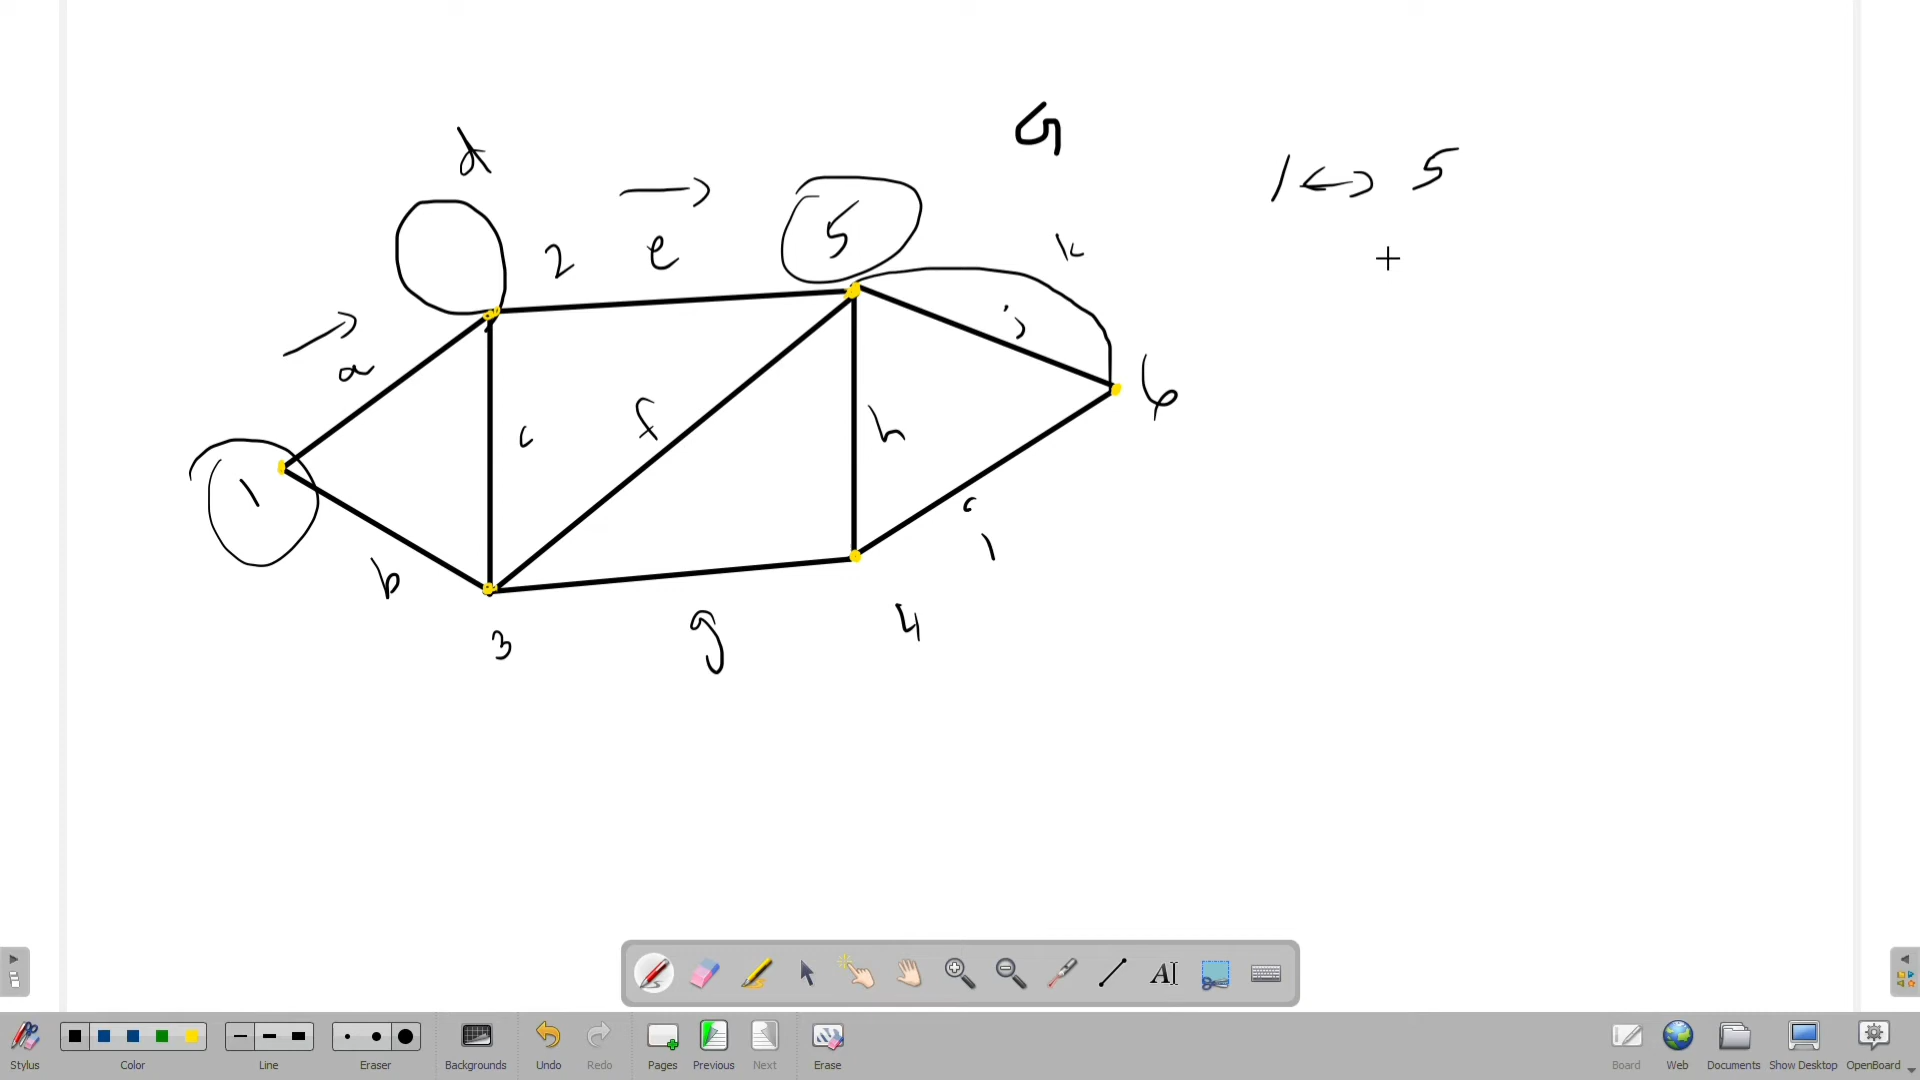 G
d
1 ↔ 5
2
e
5
k
a
j
6
c
f
h
1
i
b
3
g
4
Stylus
Color
Line
Eraser
Backgrounds
Undo
Redo
Pages
Previous
Next
Erase
Board
Web
Documents
Show Desktop
OpenBoard